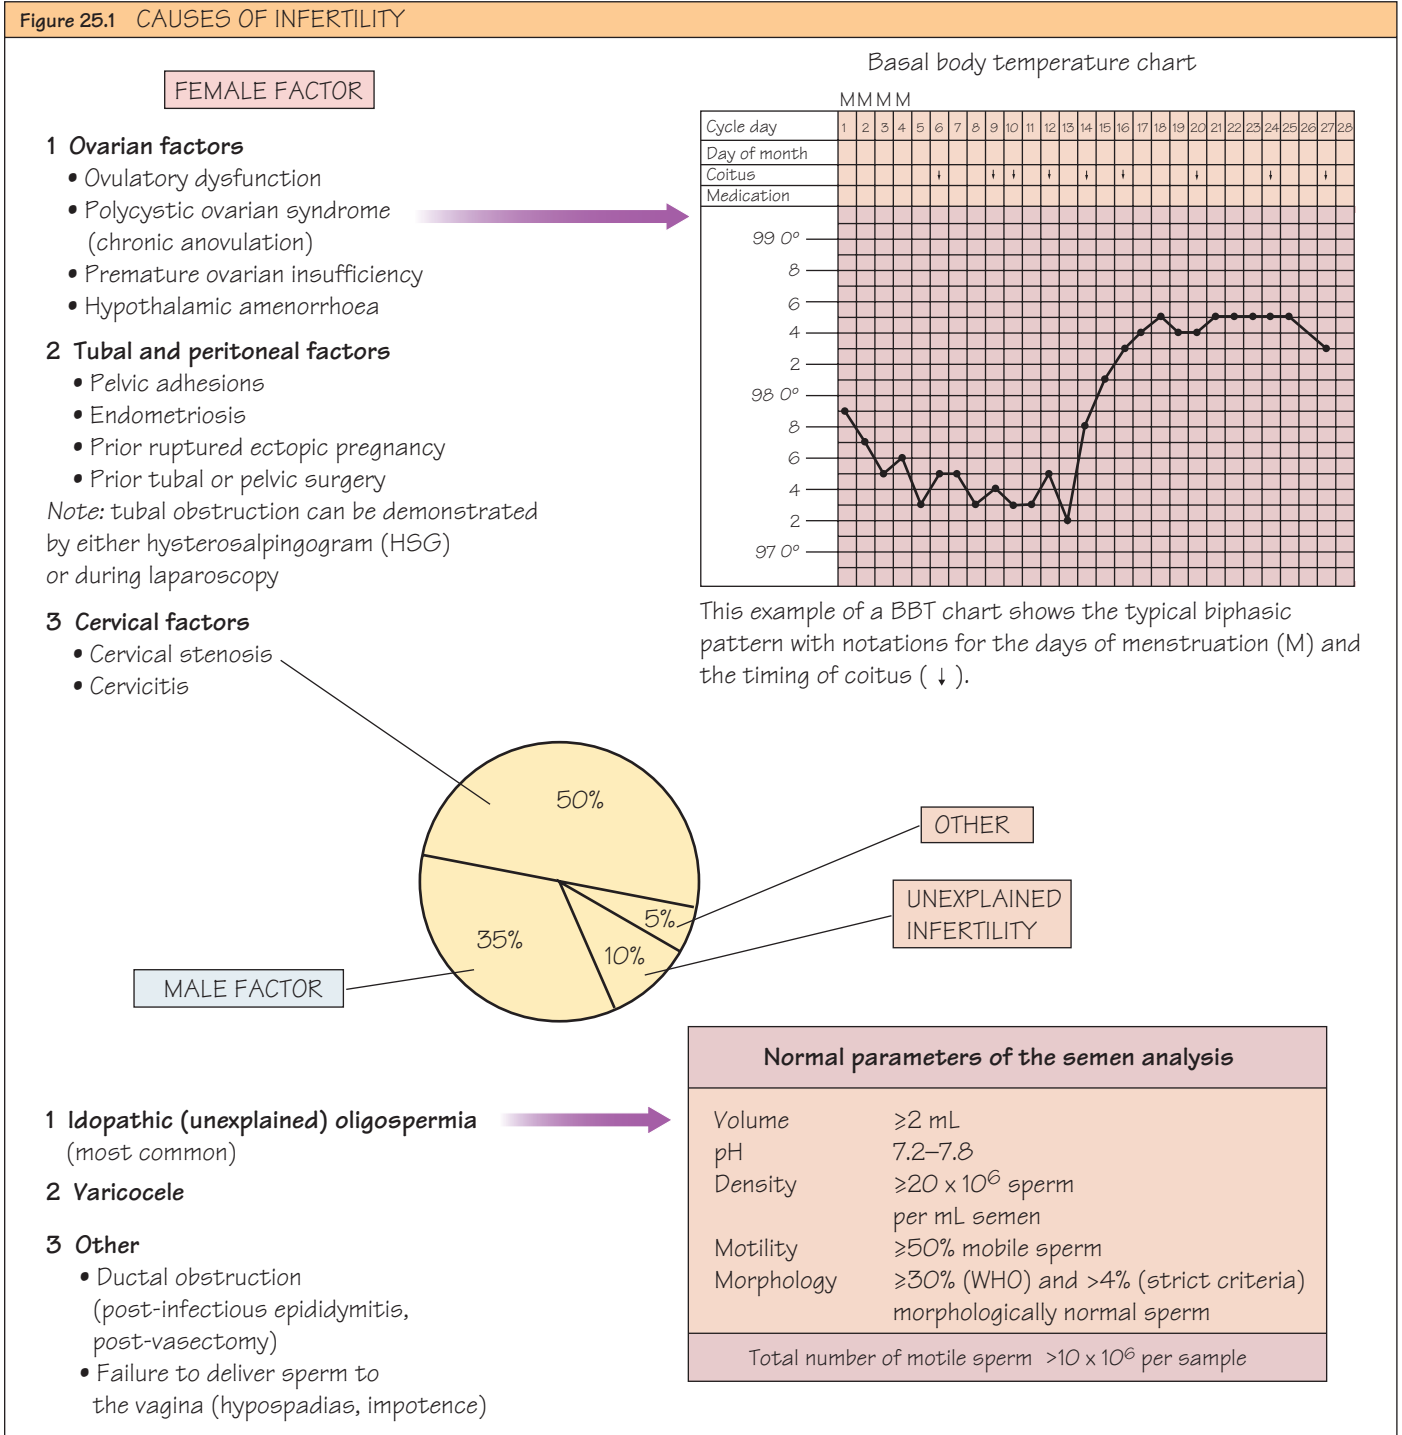 Figure 25.1 CAUSES OF INFERTILITY
FEMALE FACTOR
1 Ovarian factors
• Ovulatory dysfunction
• Polycystic ovarian syndrome
(chronic anovulation)
• Premature ovarian insufficiency
• Hypothalamic amenorrhoea
2 Tubal and peritoneal factors
• Pelvic adhesions
• Endometriosis
• Prior ruptured ectopic pregnancy
• Prior tubal or pelvic surgery
Note: tubal obstruction can be demonstrated
by either hysterosalpingogram (HSG)
or during laparoscopy
3 Cervical factors
• Cervical stenosis
• Cervicitis
Basal body temperature chart
M M M M
Cycle day 1 2 3 4 5 6 7 8 9 10 11 12 13 14 15 16 17 18 19 20 21 22 23 24 25 26 27 28
Day of month
Coitus
Medication
99 0°
8
6
4
2
98 0°
8
6
4
2
97 0°
This example of a BBT chart shows the typical biphasic
pattern with notations for the days of menstruation (M) and
the timing of coitus ( ↓ ).
50%
5%
10%
35%
OTHER
UNEXPLAINED
INFERTILITY
MALE FACTOR
1 Idopathic (unexplained) oligospermia
(most common)
2 Varicocele
3 Other
• Ductal obstruction
(post-infectious epididymitis,
post-vasectomy)
• Failure to deliver sperm to
the vagina (hypospadias, impotence)
Normal parameters of the semen analysis
Volume ≥2 mL
pH 7.2–7.8
Density ≥20 x 10⁶ sperm
per mL semen
Motility ≥50% mobile sperm
Morphology ≥30% (WHO) and >4% (strict criteria)
morphologically normal sperm
Total number of motile sperm >10 x 10⁶ per sample